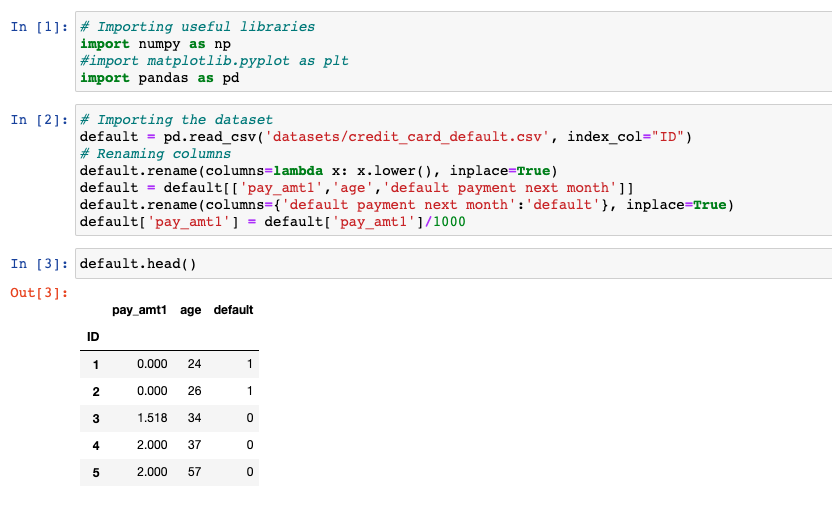 In [1]: # Importing useful libraries
import numpy as np
#import matplotlib.pyplot as plt
import pandas as pd
In [2]: # Importing the dataset
default = pd.read_csv('datasets/credit_card_default.csv', index_col="ID")
# Renaming columns
default.rename(columns=lambda x: x.lower(), inplace=True)
default = default[['pay_amt1','age','default payment next month']]
default.rename(columns={'default payment next month':'default'}, inplace=True)
default['pay_amt1'] = default['pay_amt1']/1000
In [3]: default.head()
Out[3]:
pay_amt1 age default
ID
1 0.000 24 1
2 0.000 26 1
3 1.518 34 0
4 2.000 37 0
5 2.000 57 0